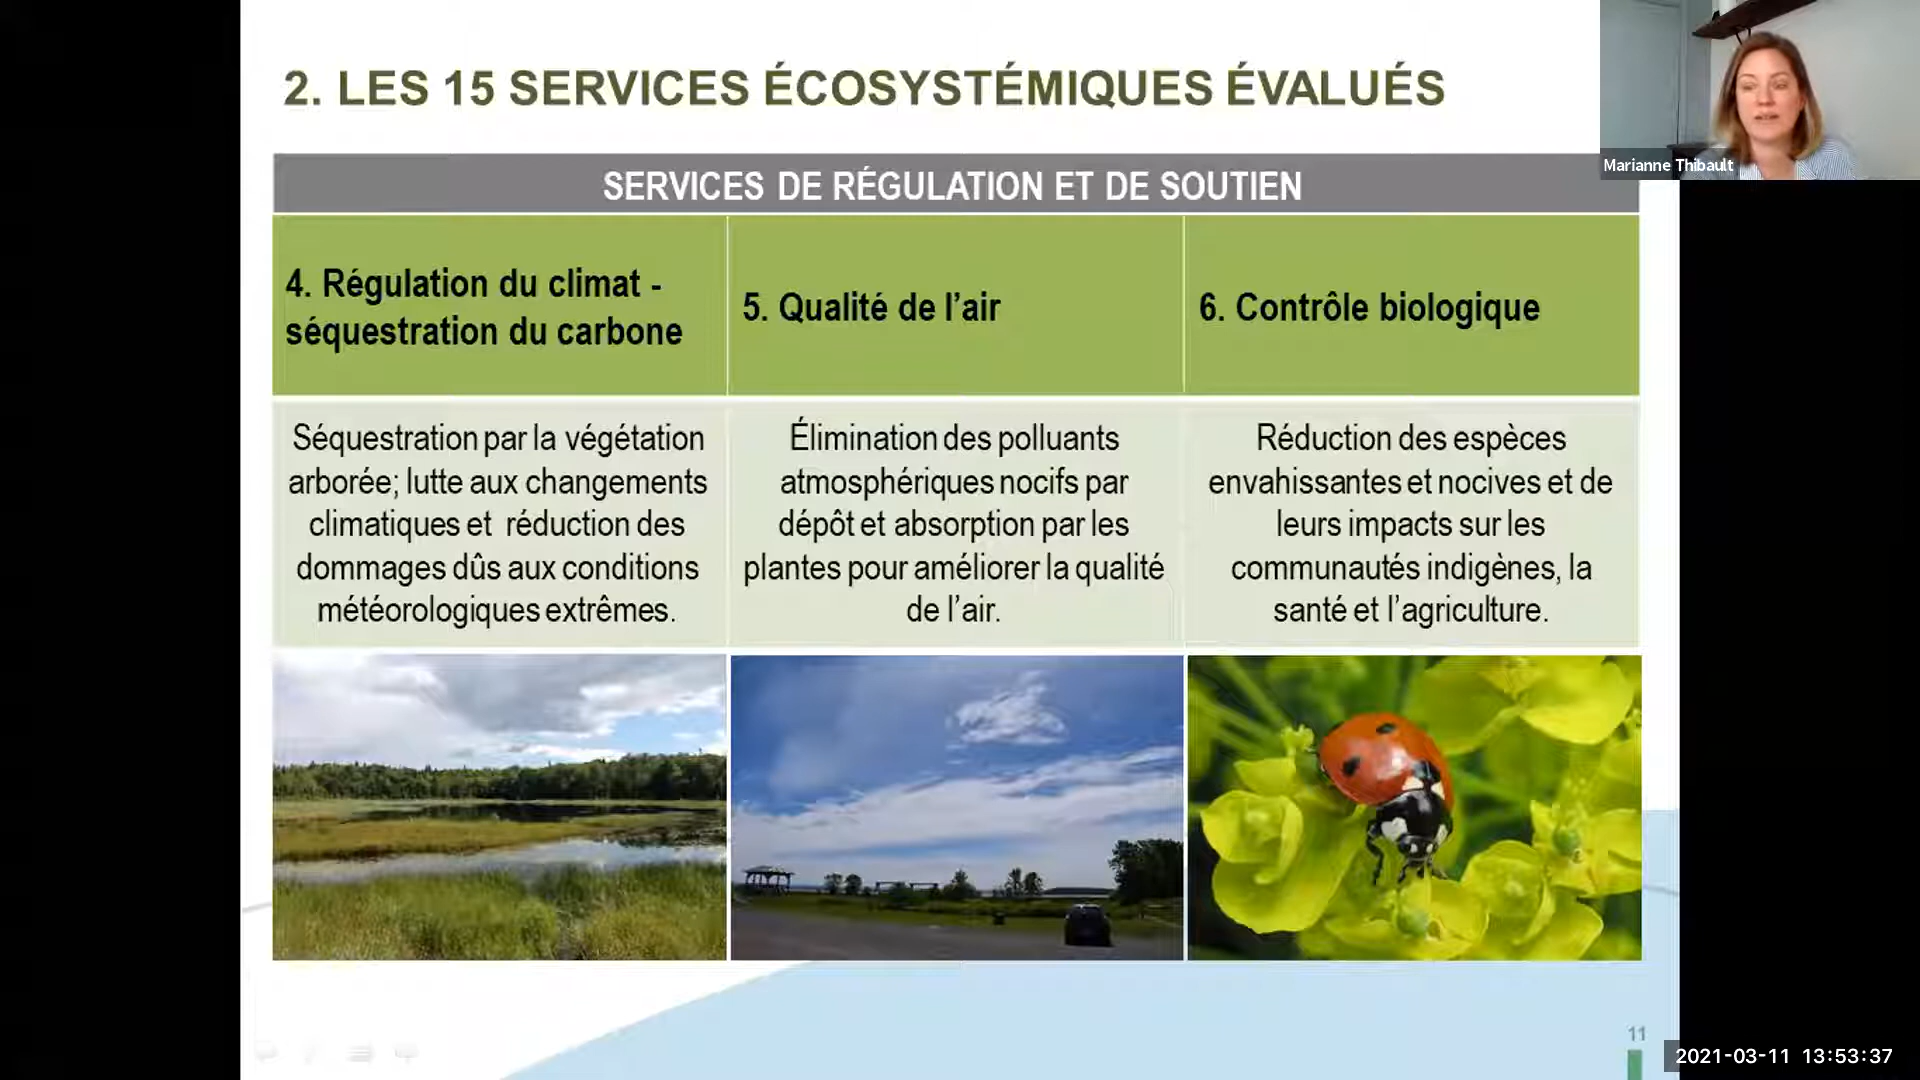 2. LES 15 SERVICES ÉCOSYSTÉMIQUES ÉVALUÉS
Marianne Thibault
SERVICES DE RÉGULATION ET DE SOUTIEN
4. Régulation du climat -
séquestration du carbone
5. Qualité de l'air
6. Contrôle biologique
Séquestration par la végétation
arborée; lutte aux changements
climatiques et réduction des
dommages dûs aux conditions
météorologiques extrêmes.
Élimination des polluants
atmosphériques nocifs par
dépôt et absorption par les
plantes pour améliorer la qualité
de l'air.
Réduction des espèces
envahissantes et nocives et de
leurs impacts sur les
communautés indigènes, la
santé et l'agriculture.
11
2021-03-11 13:53:37